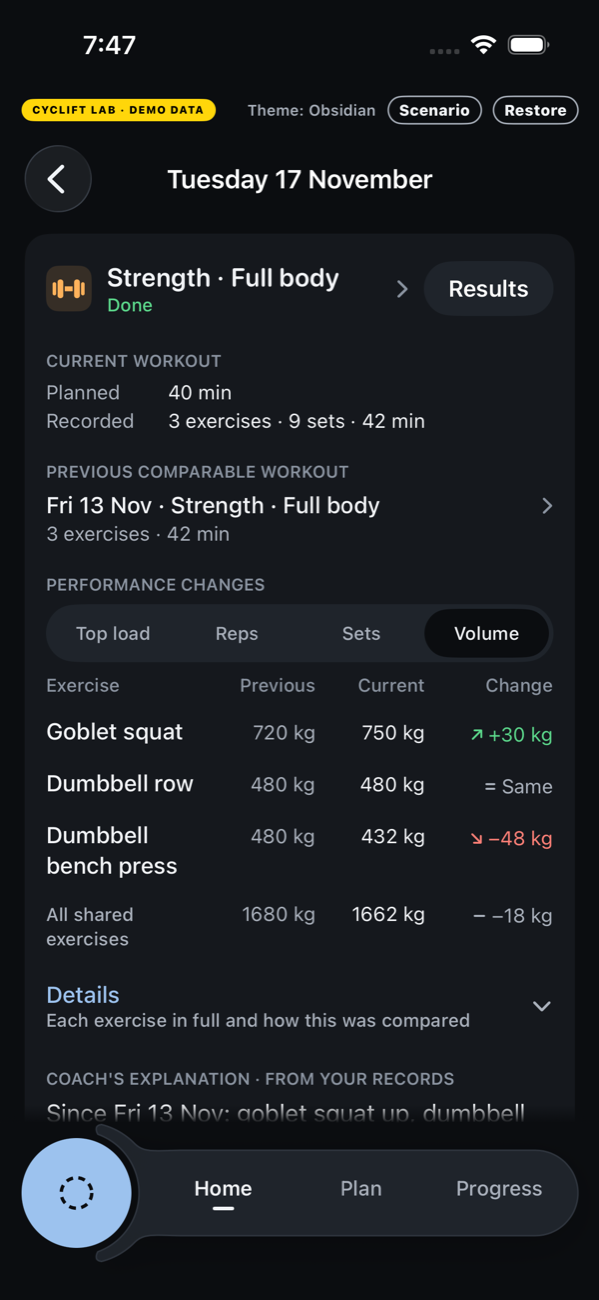 7:47
CYCLIFT LAB · DEMO DATA Theme: Obsidian Scenario Restore
Tuesday 17 November
Strength · Full body
Done
Results
CURRENT WORKOUT
Planned 40 min
Recorded 3 exercises · 9 sets · 42 min
PREVIOUS COMPARABLE WORKOUT
Fri 13 Nov · Strength · Full body
3 exercises · 42 min
PERFORMANCE CHANGES
Top load Reps Sets Volume
Exercise Previous Current Change
Goblet squat 720 kg 750 kg ↗ +30 kg
Dumbbell row 480 kg 480 kg = Same
Dumbbell bench press 480 kg 432 kg ↘ −48 kg
All shared exercises 1680 kg 1662 kg − −18 kg
Details
Each exercise in full and how this was compared
COACH'S EXPLANATION · FROM YOUR RECORDS
Since Fri 13 Nov: goblet squat up, dumbbell
Home Plan Progress